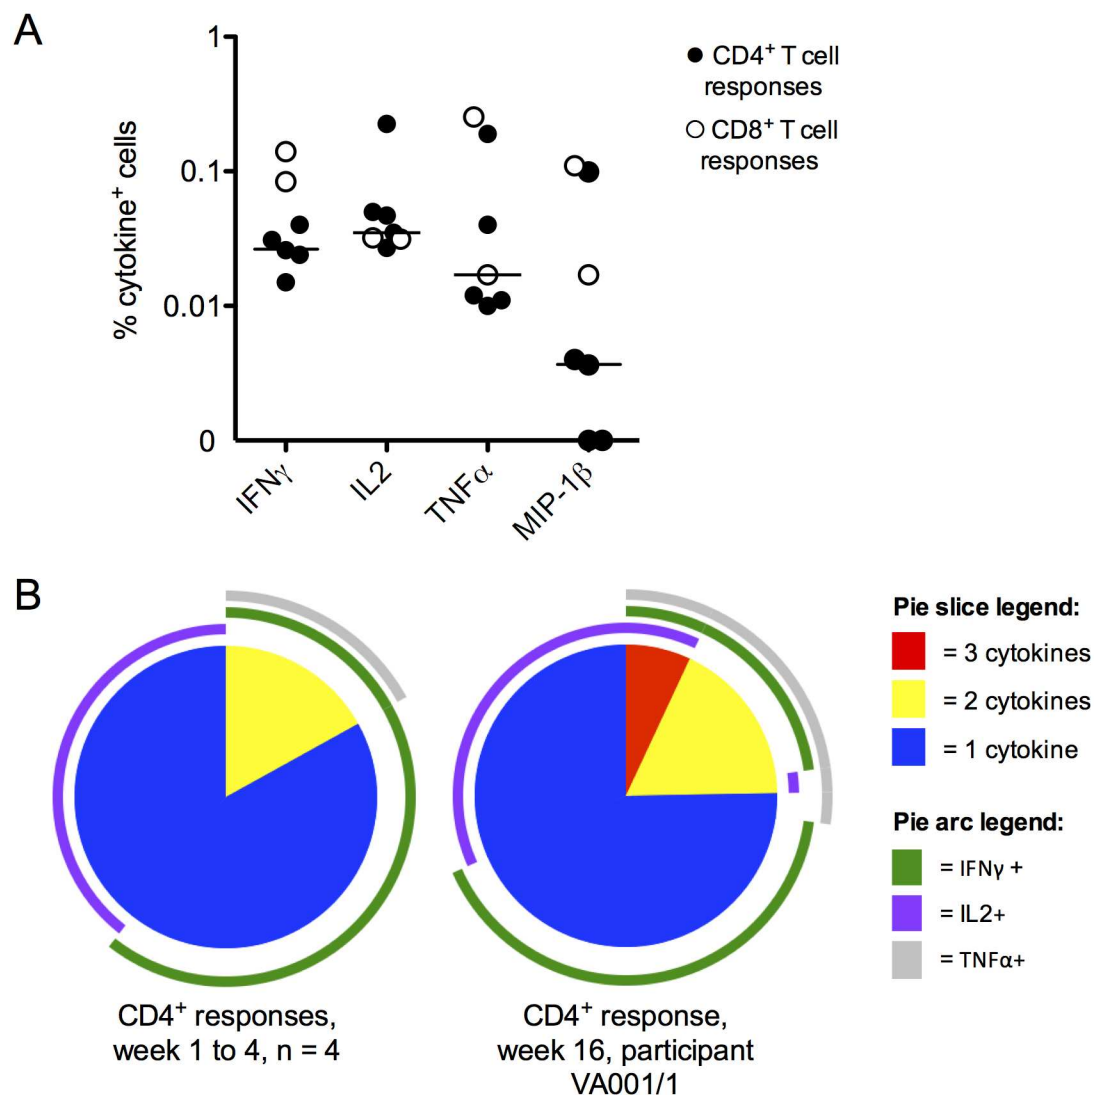 A
1
0.1
0.01
0
% cytokine⁺ cells
IFNγ
IL2
TNFα
MIP-1β
CD4⁺ T cell
responses
CD8⁺ T cell
responses
B
CD4⁺ responses,
week 1 to 4, n = 4
CD4⁺ response,
week 16, participant
VA001/1
Pie slice legend:
= 3 cytokines
= 2 cytokines
= 1 cytokine
Pie arc legend:
= IFNγ +
= IL2+
= TNFα+